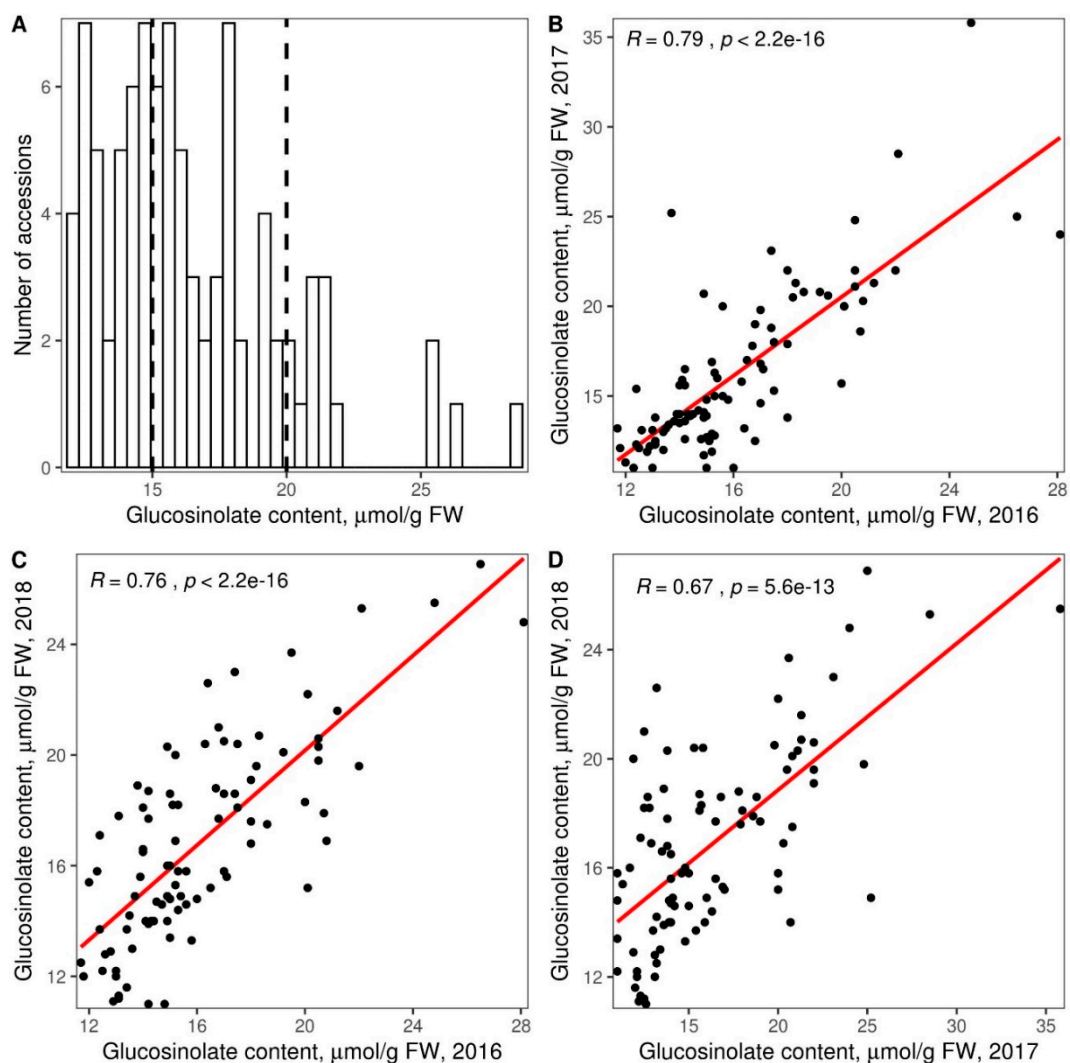 A
6
4
2
0
15
20
25
Number of accessions
Glucosinolate content, μmol/g FW
B
R = 0.79 , p < 2.2e-16
35
30
25
20
15
12
16
20
24
28
Glucosinolate content, μmol/g FW, 2017
Glucosinolate content, μmol/g FW, 2016
C
R = 0.76 , p < 2.2e-16
24
20
16
12
12
16
20
24
28
Glucosinolate content, μmol/g FW, 2018
Glucosinolate content, μmol/g FW, 2016
D
R = 0.67 , p = 5.6e-13
24
20
16
12
15
20
25
30
35
Glucosinolate content, μmol/g FW, 2018
Glucosinolate content, μmol/g FW, 2017